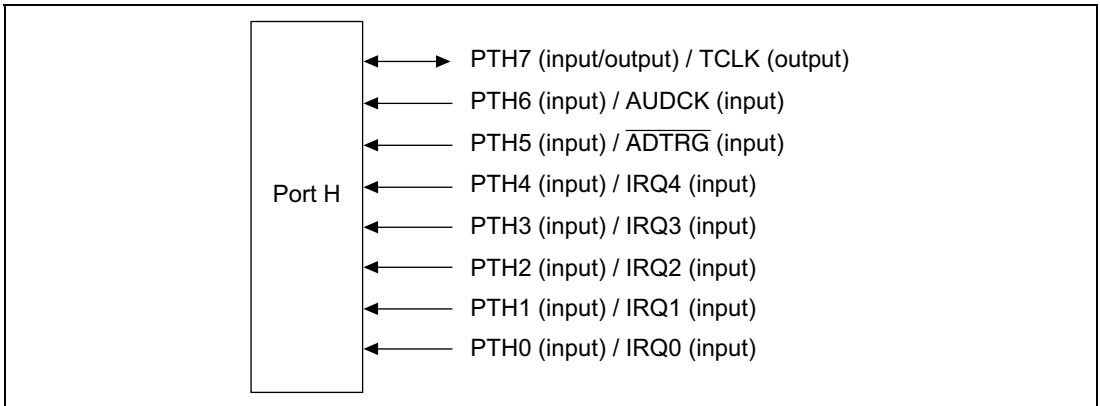 Port H
PTH7 (input/output) / TCLK (output)
PTH6 (input) / AUDCK (input)
PTH5 (input) / A̅D̅T̅R̅G̅ (input)
PTH4 (input) / IRQ4 (input)
PTH3 (input) / IRQ3 (input)
PTH2 (input) / IRQ2 (input)
PTH1 (input) / IRQ1 (input)
PTH0 (input) / IRQ0 (input)